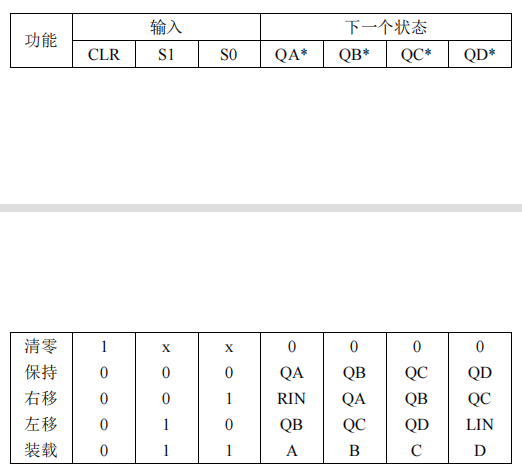 功能 输入 下一个状态
CLR S1 S0 QA* QB* QC* QD*
清零 1 x x 0 0 0 0
保持 0 0 0 QA QB QC QD
右移 0 0 1 RIN QA QB QC
左移 0 1 0 QB QC QD LIN
装载 0 1 1 A B C D